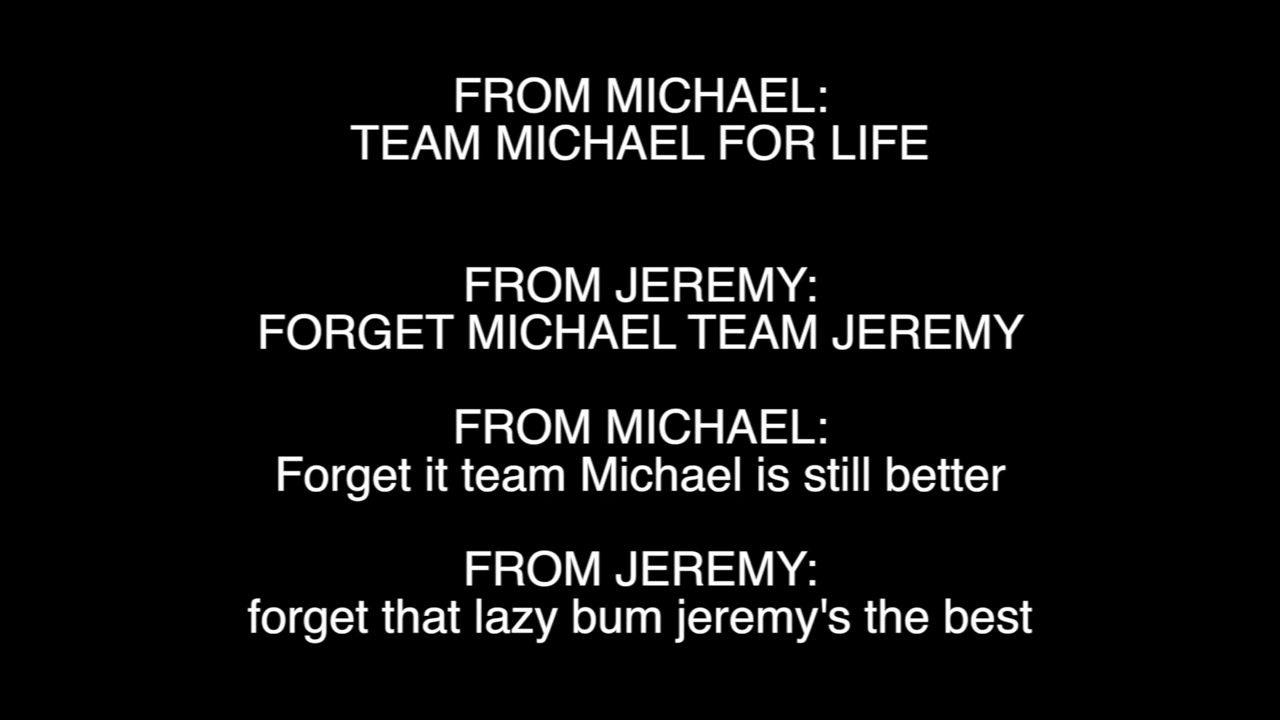 FROM MICHAEL:
TEAM MICHAEL FOR LIFE
FROM JEREMY:
FORGET MICHAEL TEAM JEREMY
FROM MICHAEL:
Forget it team Michael is still better
FROM JEREMY:
forget that lazy bum jeremy's the best